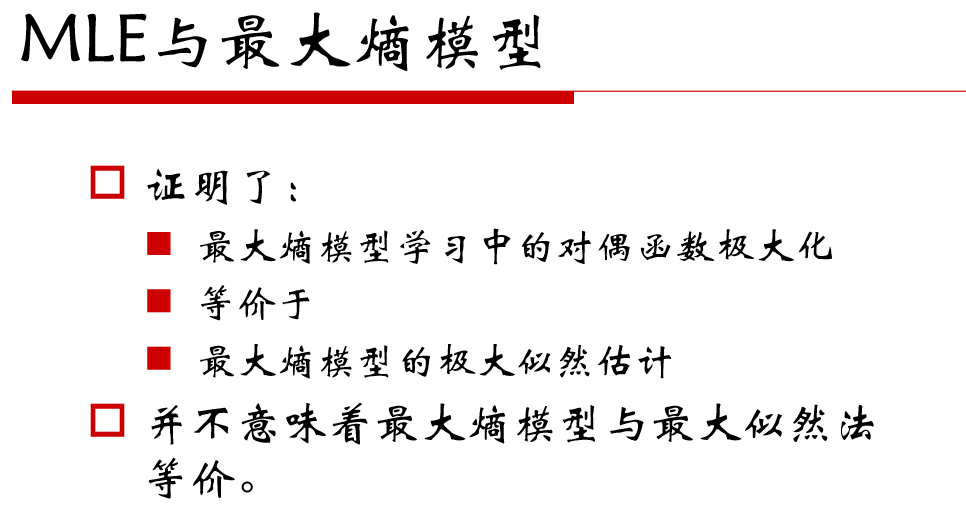 MLE与最大熵模型
证明了：
最大熵模型学习中的对偶函数极大化
等价于
最大熵模型的极大似然估计
并不意味着最大熵模型与最大似然法
等价。